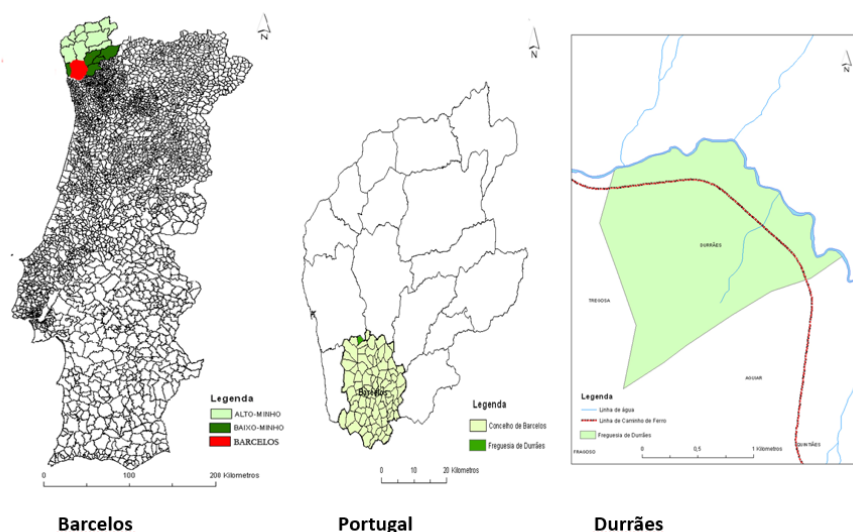 N
Legenda
ALTO-MINHO
BAIXO-MINHO
BARCELOS
0 100 200 Kilometros
Barcelos
N
Barcelos
Legenda
Concelho de Barcelos
Freguesia de Durrães
0 10 20 Kilometros
Portugal
N
DURRÃES
TREGOSA
AGUIAR
Legenda
Linha de água
Linha de Caminho de Ferro
Freguesia de Durrães
QUINTIÃES
FRAGOSO
0 0,5 1 Kilometros
Durrães